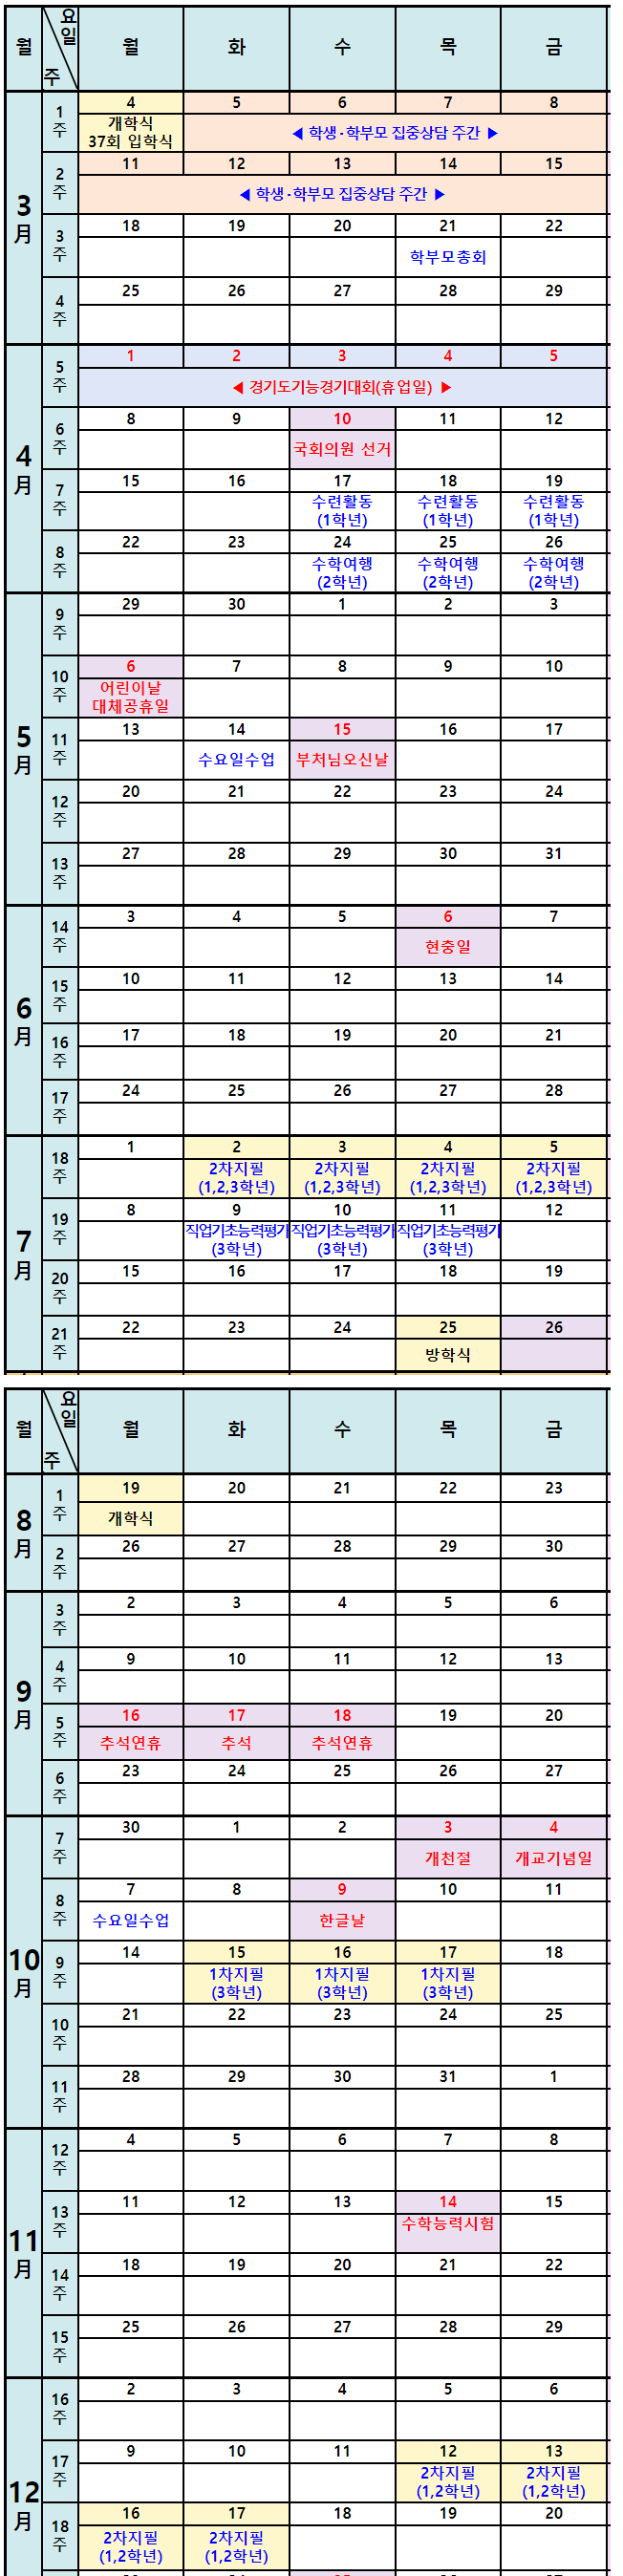 월 요일 주 월 화 수 목 금
3月
1주
4 5 6 7 8
개학식
37회 입학식
◀ 학생·학부모 집중상담 주간 ▶
2주
11 12 13 14 15
◀ 학생·학부모 집중상담 주간 ▶
3주
18 19 20 21 22
학부모총회
4주
25 26 27 28 29
4月
5주
1 2 3 4 5
◀ 경기도기능경기대회(휴업일) ▶
6주
8 9 10 11 12
국회의원 선거
7주
15 16 17 18 19
수련활동 수련활동 수련활동
(1학년) (1학년) (1학년)
8주
22 23 24 25 26
수학여행 수학여행 수학여행
(2학년) (2학년) (2학년)
5月
9주
29 30 1 2 3
10주
6 7 8 9 10
어린이날
대체공휴일
11주
13 14 15 16 17
수요일수업 부처님오신날
12주
20 21 22 23 24
13주
27 28 29 30 31
6月
14주
3 4 5 6 7
현충일
15주
10 11 12 13 14
16주
17 18 19 20 21
17주
24 25 26 27 28
7月
18주
1 2 3 4 5
2차지필 2차지필 2차지필 2차지필
(1,2,3학년) (1,2,3학년) (1,2,3학년) (1,2,3학년)
19주
8 9 10 11 12
직업기초능력평가 직업기초능력평가 직업기초능력평가
(3학년) (3학년) (3학년)
20주
15 16 17 18 19
21주
22 23 24 25 26
방학식
월 요일 주 월 화 수 목 금
8月
1주
19 20 21 22 23
개학식
2주
26 27 28 29 30
9月
3주
2 3 4 5 6
4주
9 10 11 12 13
5주
16 17 18 19 20
추석연휴 추석 추석연휴
6주
23 24 25 26 27
10月
7주
30 1 2 3 4
개천절 개교기념일
8주
7 8 9 10 11
수요일수업 한글날
9주
14 15 16 17 18
1차지필 1차지필 1차지필
(3학년) (3학년) (3학년)
10주
21 22 23 24 25
11주
28 29 30 31 1
11月
12주
4 5 6 7 8
13주
11 12 13 14 15
수학능력시험
14주
18 19 20 21 22
15주
25 26 27 28 29
12月
16주
2 3 4 5 6
17주
9 10 11 12 13
2차지필 2차지필
(1,2학년) (1,2학년)
18주
16 17 18 19 20
2차지필 2차지필
(1,2학년) (1,2학년)